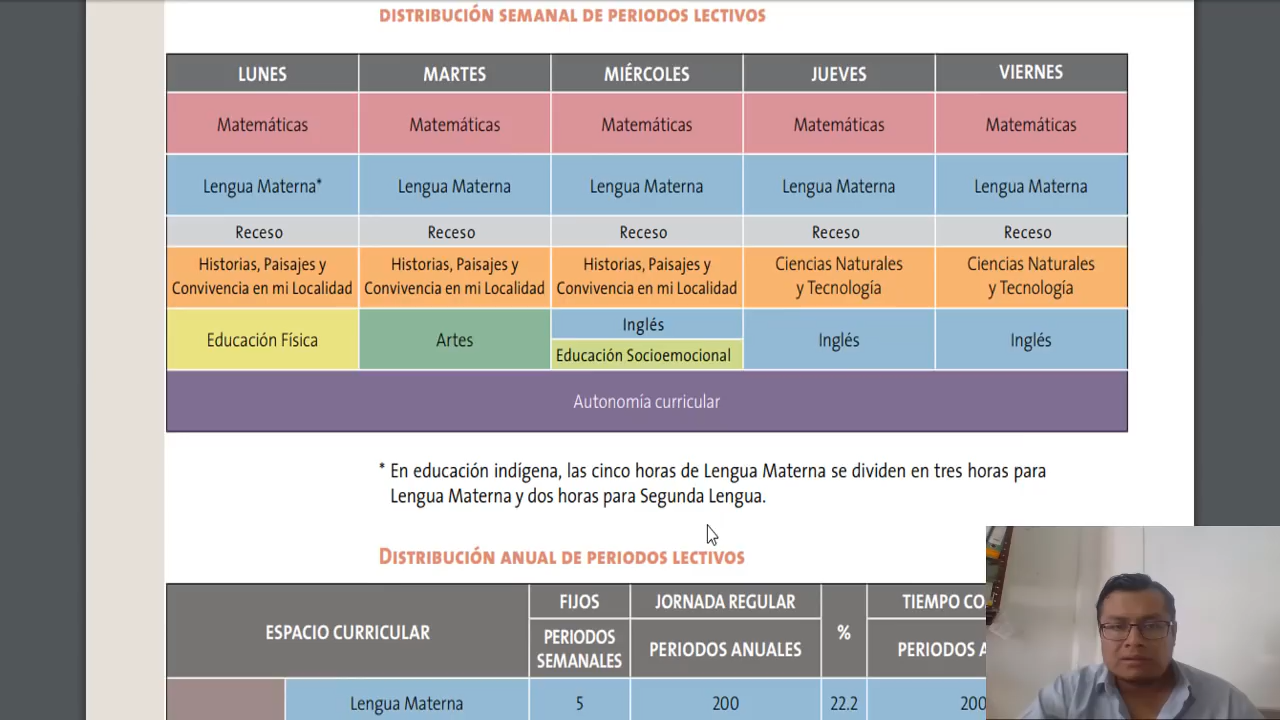 DISTRIBUCIÓN SEMANAL DE PERIODOS LECTIVOS
LUNES MARTES MIÉRCOLES JUEVES VIERNES
Matemáticas Matemáticas Matemáticas Matemáticas Matemáticas
Lengua Materna* Lengua Materna Lengua Materna Lengua Materna Lengua Materna
Receso Receso Receso Receso Receso
Historias, Paisajes y Historias, Paisajes y Historias, Paisajes y Ciencias Naturales Ciencias Naturales
Convivencia en mi Localidad Convivencia en mi Localidad Convivencia en mi Localidad y Tecnología y Tecnología
Educación Física Artes Inglés Inglés Inglés
Educación Socioemocional
Autonomía curricular
* En educación indígena, las cinco horas de Lengua Materna se dividen en tres horas para
Lengua Materna y dos horas para Segunda Lengua.
DISTRIBUCIÓN ANUAL DE PERIODOS LECTIVOS
ESPACIO CURRICULAR FIJOS JORNADA REGULAR % TIEMPO
PERIODOS SEMANALES PERIODOS ANUALES PERIODOS
Lengua Materna 5 200 22.2 200